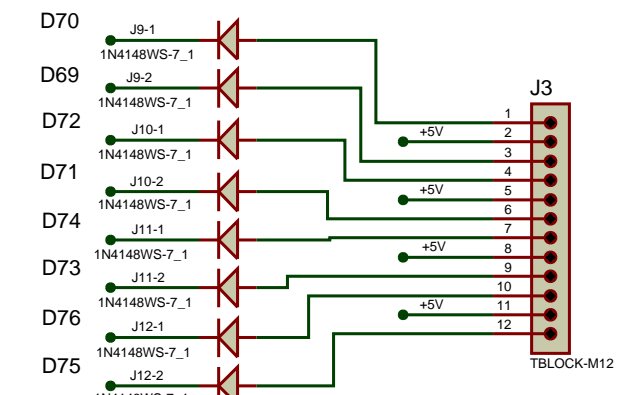 D70
J9-1
1N4148WS-7_1
D69
J9-2
1N4148WS-7_1
D72
J10-1
1N4148WS-7_1
D71
J10-2
1N4148WS-7_1
D74
J11-1
1N4148WS-7_1
D73
J11-2
1N4148WS-7_1
D76
J12-1
1N4148WS-7_1
D75
J12-2
J3
1
+5V 2
3
4
+5V 5
6
7
+5V 8
9
10
+5V 11
12
TBLOCK-M12